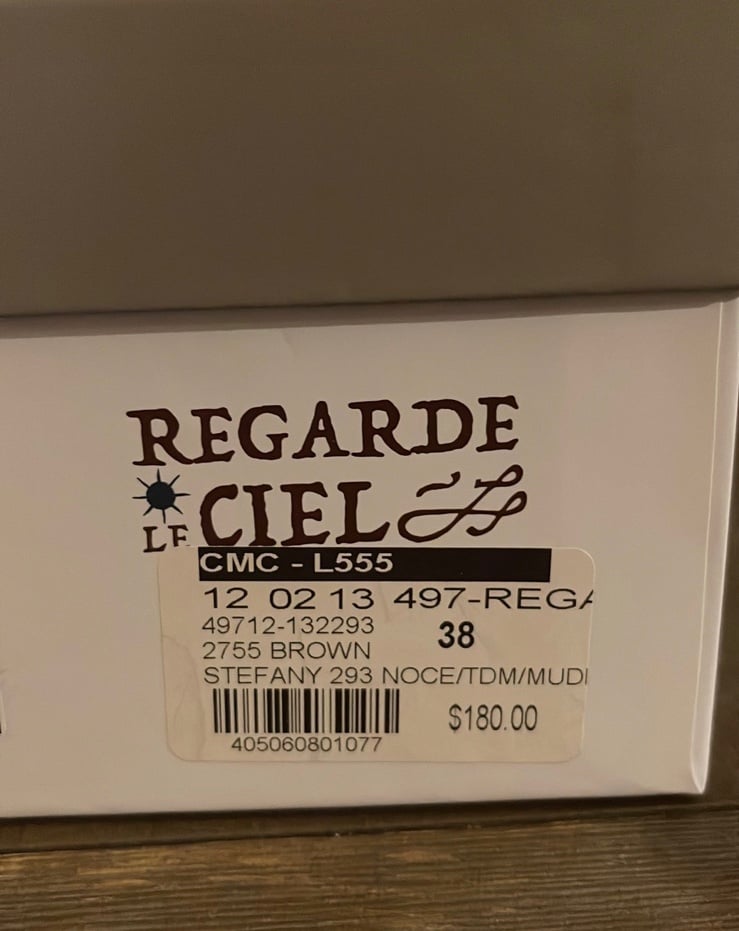 REGARDE
LE CIEL
CMC - L555
12 02 13 497-REGA
49712-132293
38
2755 BROWN
STEFANY 293 NOCE/TDM/MUD
$180.00
405060801077